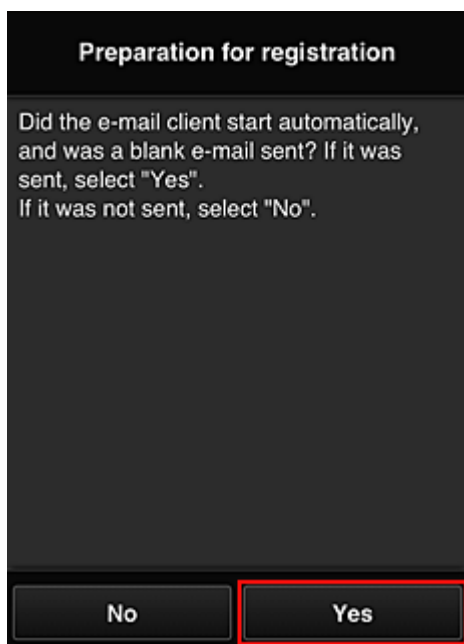 Preparation for registration
Did the e-mail client start automatically,
and was a blank e-mail sent? If it was
sent, select "Yes".
If it was not sent, select "No".
No
Yes